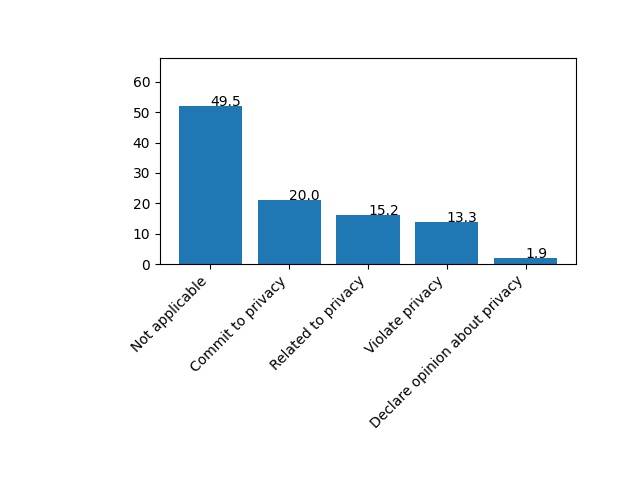 60
50
40
30
20
10
0
49.5
20.0
15.2
13.3
1.9
Not applicable
Commit to privacy
Related to privacy
Violate privacy
Declare opinion about privacy